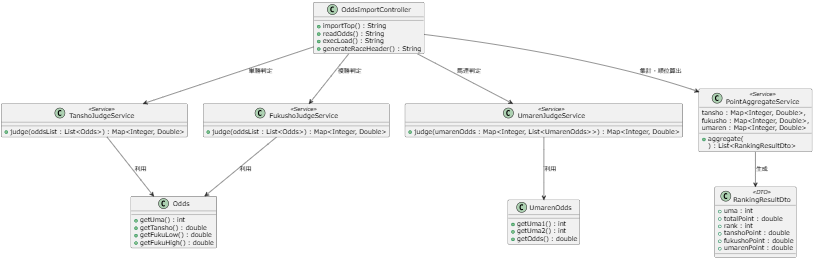 OddsImportController
importTop() : String
readOdds() : String
execLoad() : String
generateRaceHeader() : String
単勝判定
複勝判定
馬連判定
集計・順位算出
«Service»
TanshoJudgeService
judge(oddsList : List<Odds>) : Map<Integer, Double>
«Service»
FukushoJudgeService
judge(oddsList : List<Odds>) : Map<Integer, Double>
«Service»
UmarenJudgeService
judge(umarenOdds : Map<Integer, List<UmarenOdds>>) : Map<Integer, Double>
«Service»
PointAggregateService
tansho : Map<Integer, Double>,
fukusho : Map<Integer, Double>,
umaren : Map<Integer, Double>
aggregate(
) : List<RankingResultDto>
利用
利用
利用
生成
Odds
getUma() : int
getTansho() : double
getFukuLow() : double
getFukuHigh() : double
UmarenOdds
getUma1() : int
getUma2() : int
getOdds() : double
«DTO»
RankingResultDto
uma : int
totalPoint : double
rank : int
tanshoPoint : double
fukushoPoint : double
umarenPoint : double